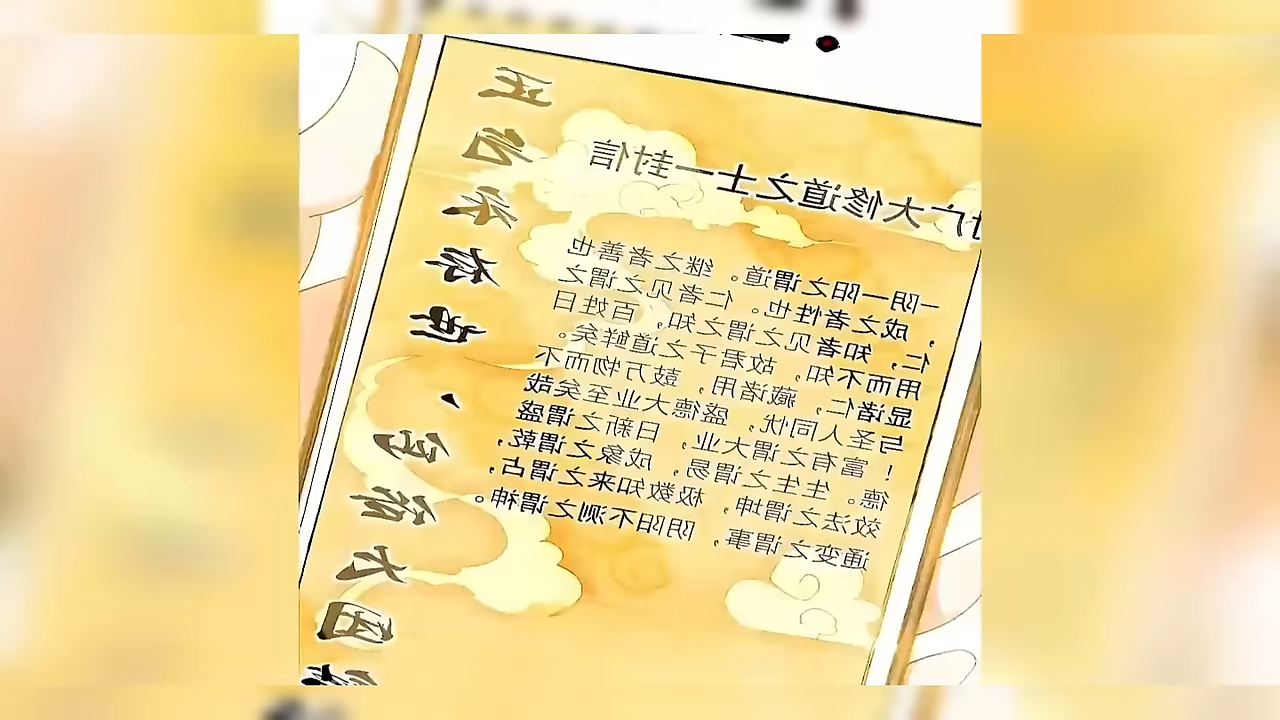 广大修道之士一封信
一阴一阳之谓道。继之者善也
，成之者性也。仁者见之谓之
仁，知者见之谓之知，百姓日
用而不知，故君子之道鲜矣。
显诸仁，藏诸用，鼓万物而不
与圣人同忧，盛德大业至矣哉
！富有之谓大业，日新之谓盛
德。生生之谓易，成象之谓乾，
效法之谓坤，极数知来之谓占，
通变之谓事，阴阳不测之谓神。